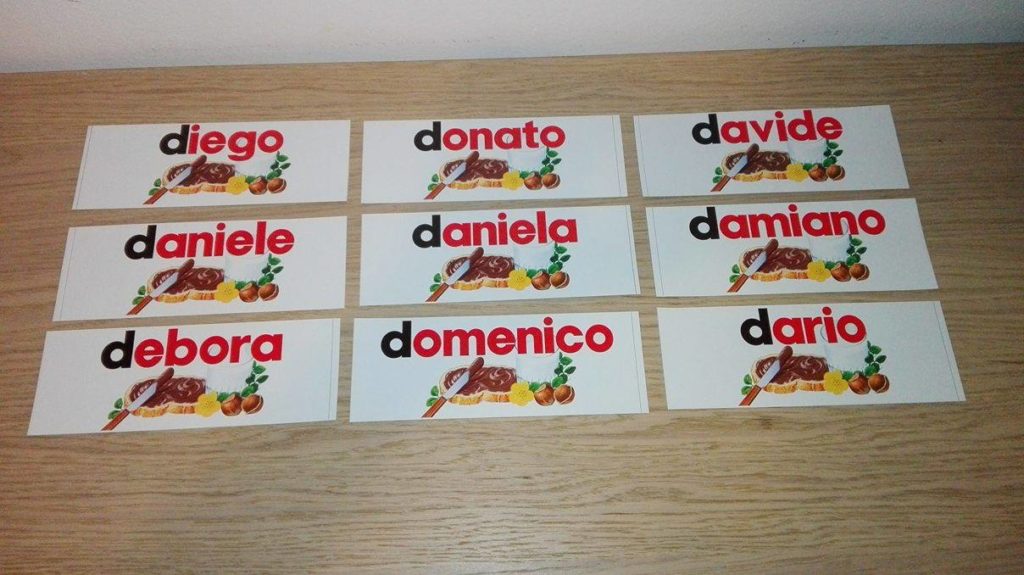 diego
donato
davide
daniele
daniela
damiano
debora
domenico
dario